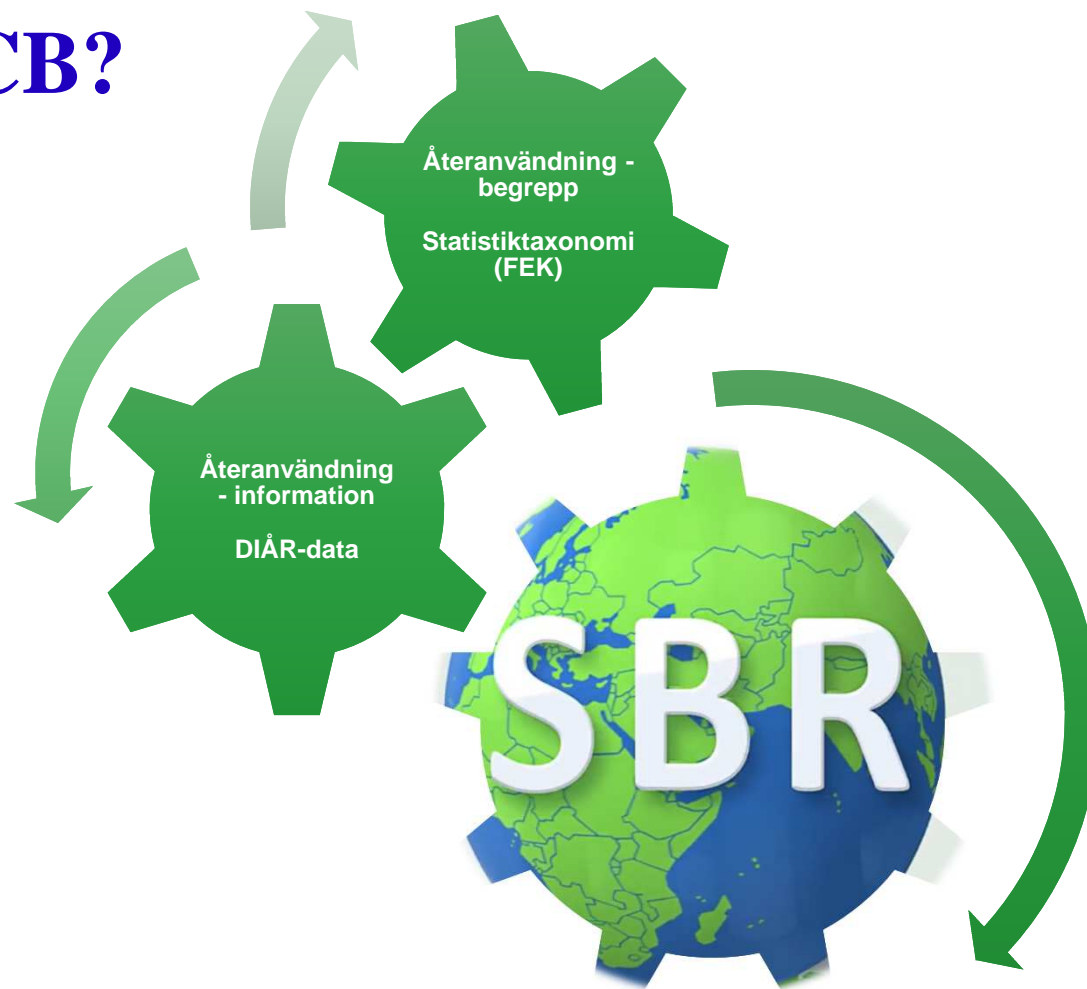 CB?
Återanvändning -
begrepp
Statistiktaxonomi
(FEK)
Återanvändning
- information
DIÅR-data
SBR